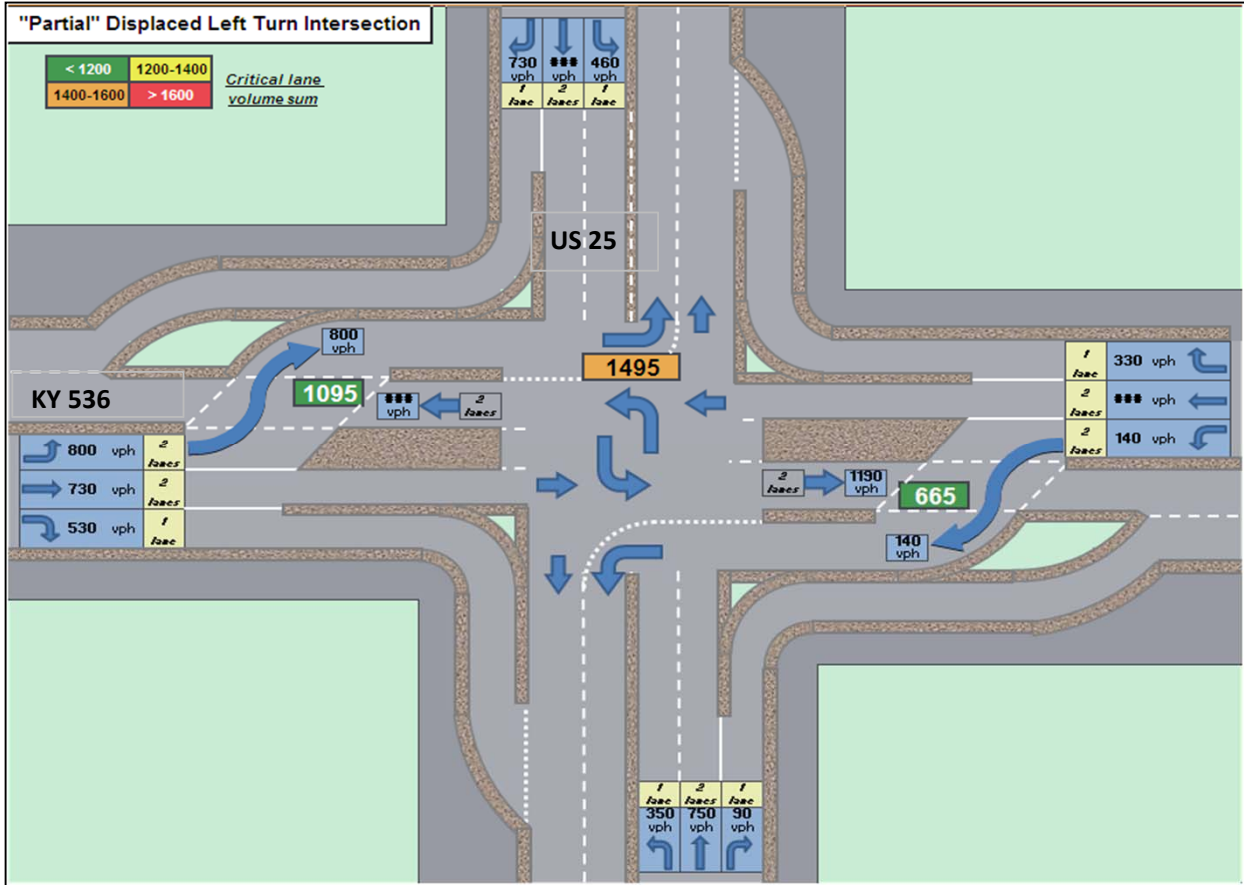 "Partial" Displaced Left Turn Intersection
< 1200 1200-1400
1400-1600 > 1600
Critical lane
volume sum
730 ### 460
vph vph vph
1 2 1
lane lanes lane
US 25
800
vph
1495
1095
KY 536
###
vph
2
lanes
1
lane
330 vph
2
lanes
### vph
2
lanes
140 vph
800 vph
2
lanes
730 vph
2
lanes
530 vph
1
lane
2
lanes
1190
vph
665
140
vph
1 2 1
lane lanes lane
350 750 90
vph vph vph